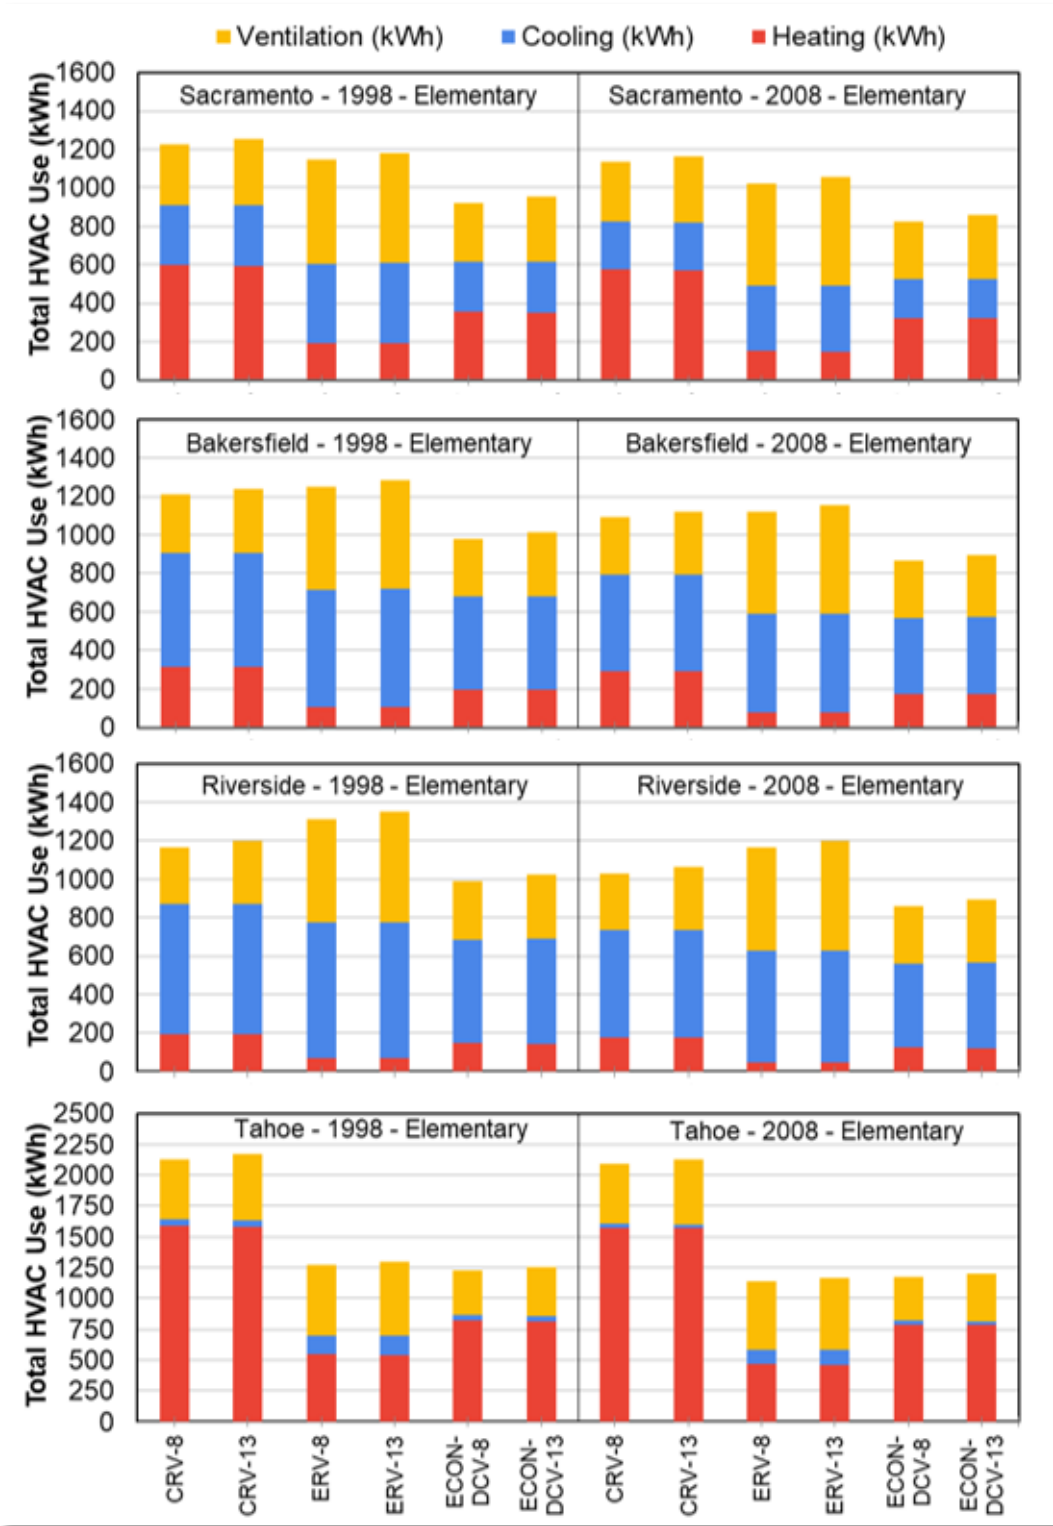 Ventilation (kWh) Cooling (kWh) Heating (kWh)
Total HVAC Use (kWh)
1600
1400
1200
1000
800
600
400
200
0
Sacramento - 1998 - Elementary
Sacramento - 2008 - Elementary
Total HVAC Use (kWh)
1600
1400
1200
1000
800
600
400
200
0
Bakersfield - 1998 - Elementary
Bakersfield - 2008 - Elementary
Total HVAC Use (kWh)
1600
1400
1200
1000
800
600
400
200
0
Riverside - 1998 - Elementary
Riverside - 2008 - Elementary
Total HVAC Use (kWh)
2500
2250
2000
1750
1500
1250
1000
750
500
250
0
Tahoe - 1998 - Elementary
Tahoe - 2008 - Elementary
CRV-8
CRV-13
ERV-8
ERV-13
ECON-
DCV-8
ECON-
DCV-13
CRV-8
CRV-13
ERV-8
ERV-13
ECON-
DCV-8
ECON-
DCV-13